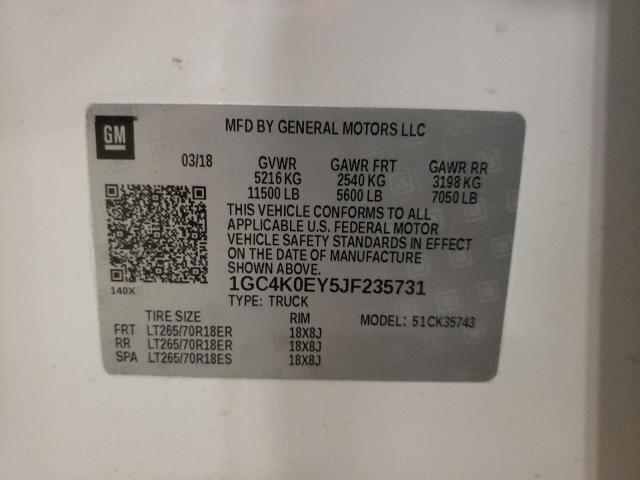 GM
MFD BY GENERAL MOTORS LLC
03/18 GVWR GAWR FRT GAWR RR
5216 KG 2540 KG 3198 KG
11500 LB 5600 LB 7050 LB
THIS VEHICLE CONFORMS TO ALL
APPLICABLE U.S. FEDERAL MOTOR
VEHICLE SAFETY STANDARDS IN EFFECT
ON THE DATE OF MANUFACTURE
SHOWN ABOVE.
140X
1GC4K0EY5JF235731
TYPE: TRUCK
TIRE SIZE RIM MODEL: 51CK35743
FRT LT265/70R18ER 18X8J
RR LT265/70R18ER 18X8J
SPA LT265/70R18ES 18X8J